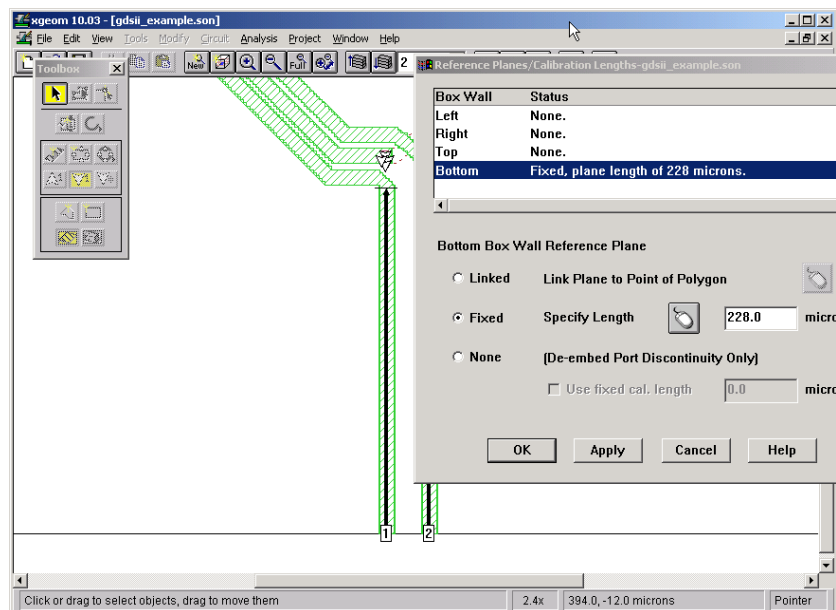 xgeom 10.03 - [gdsii_example.son]
File Edit View Tools Modify Circuit Analysis Project Window Help
New Full 2
Toolbox
Reference Planes/Calibration Lengths-gdsii_example.son
Box Wall Status
Left None.
Right None.
Top None.
Bottom Fixed, plane length of 228 microns.
Bottom Box Wall Reference Plane
Linked Link Plane to Point of Polygon
Fixed Specify Length 228.0 micr
None (De-embed Port Discontinuity Only)
Use fixed cal. length 0.0 micr
OK Apply Cancel Help
1 2
Click or drag to select objects, drag to move them 2.4x 394.0, -12.0 microns Pointer